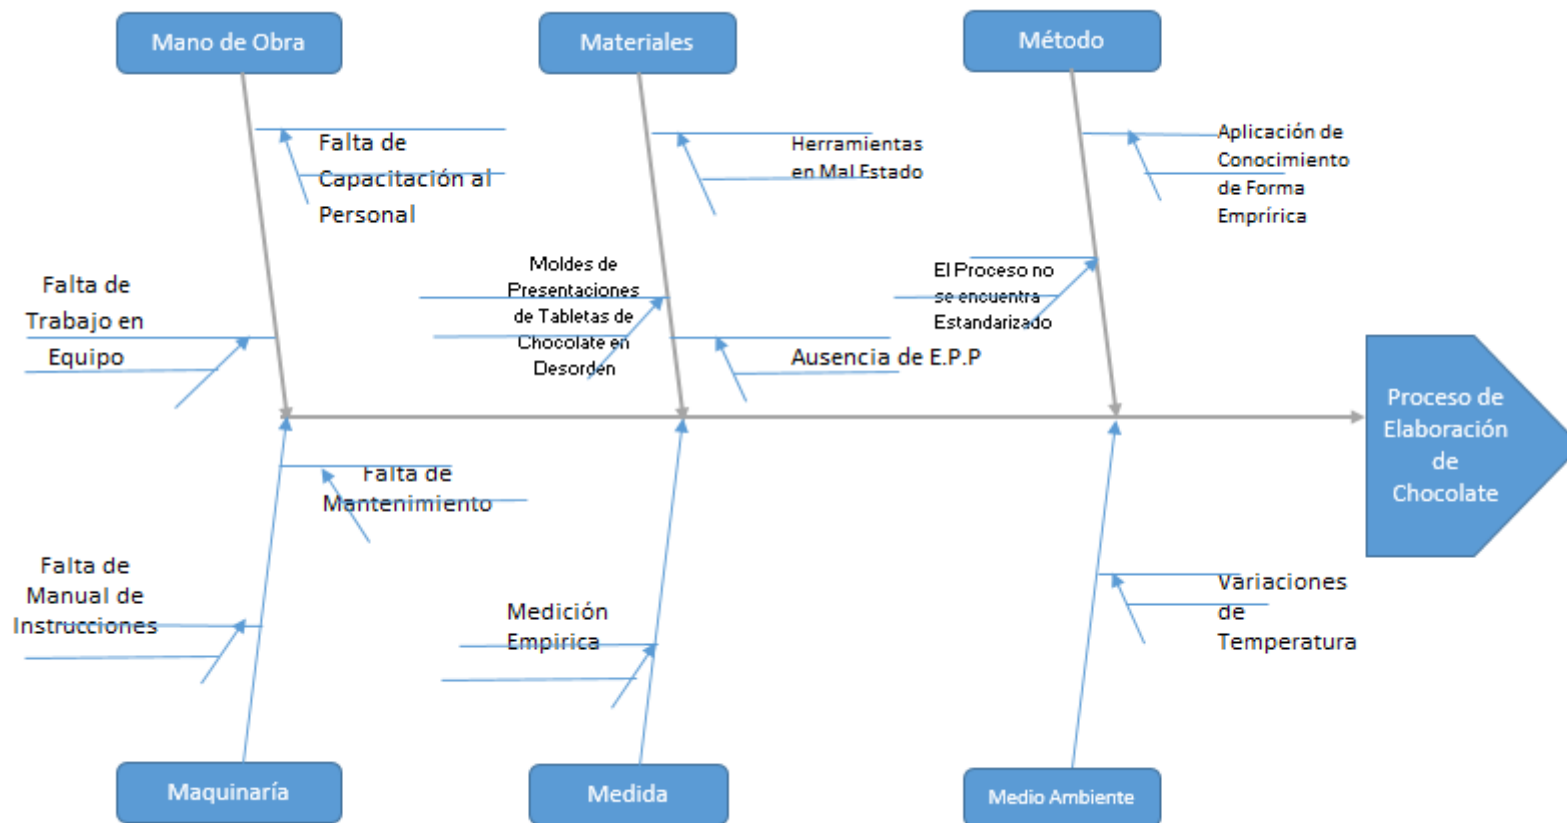 Mano de Obra
Materiales
Método
Falta de
Capacitación al
Personal
Herramientas
en Mal Estado
Aplicación de
Conocimiento
de Forma
Emprírica
Falta de
Trabajo en
Equipo
Moldes de
Presentaciones
de Tabletas de
Chocolate en
Desorden
Ausencia de E.P.P
El Proceso no
se encuentra
Estandarizado
Proceso de
Elaboración
de
Chocolate
Falta de
Mantenimiento
Falta de
Manual de
Instrucciones
Medición
Empirica
Variaciones
de
Temperatura
Maquinaría
Medida
Medio Ambiente